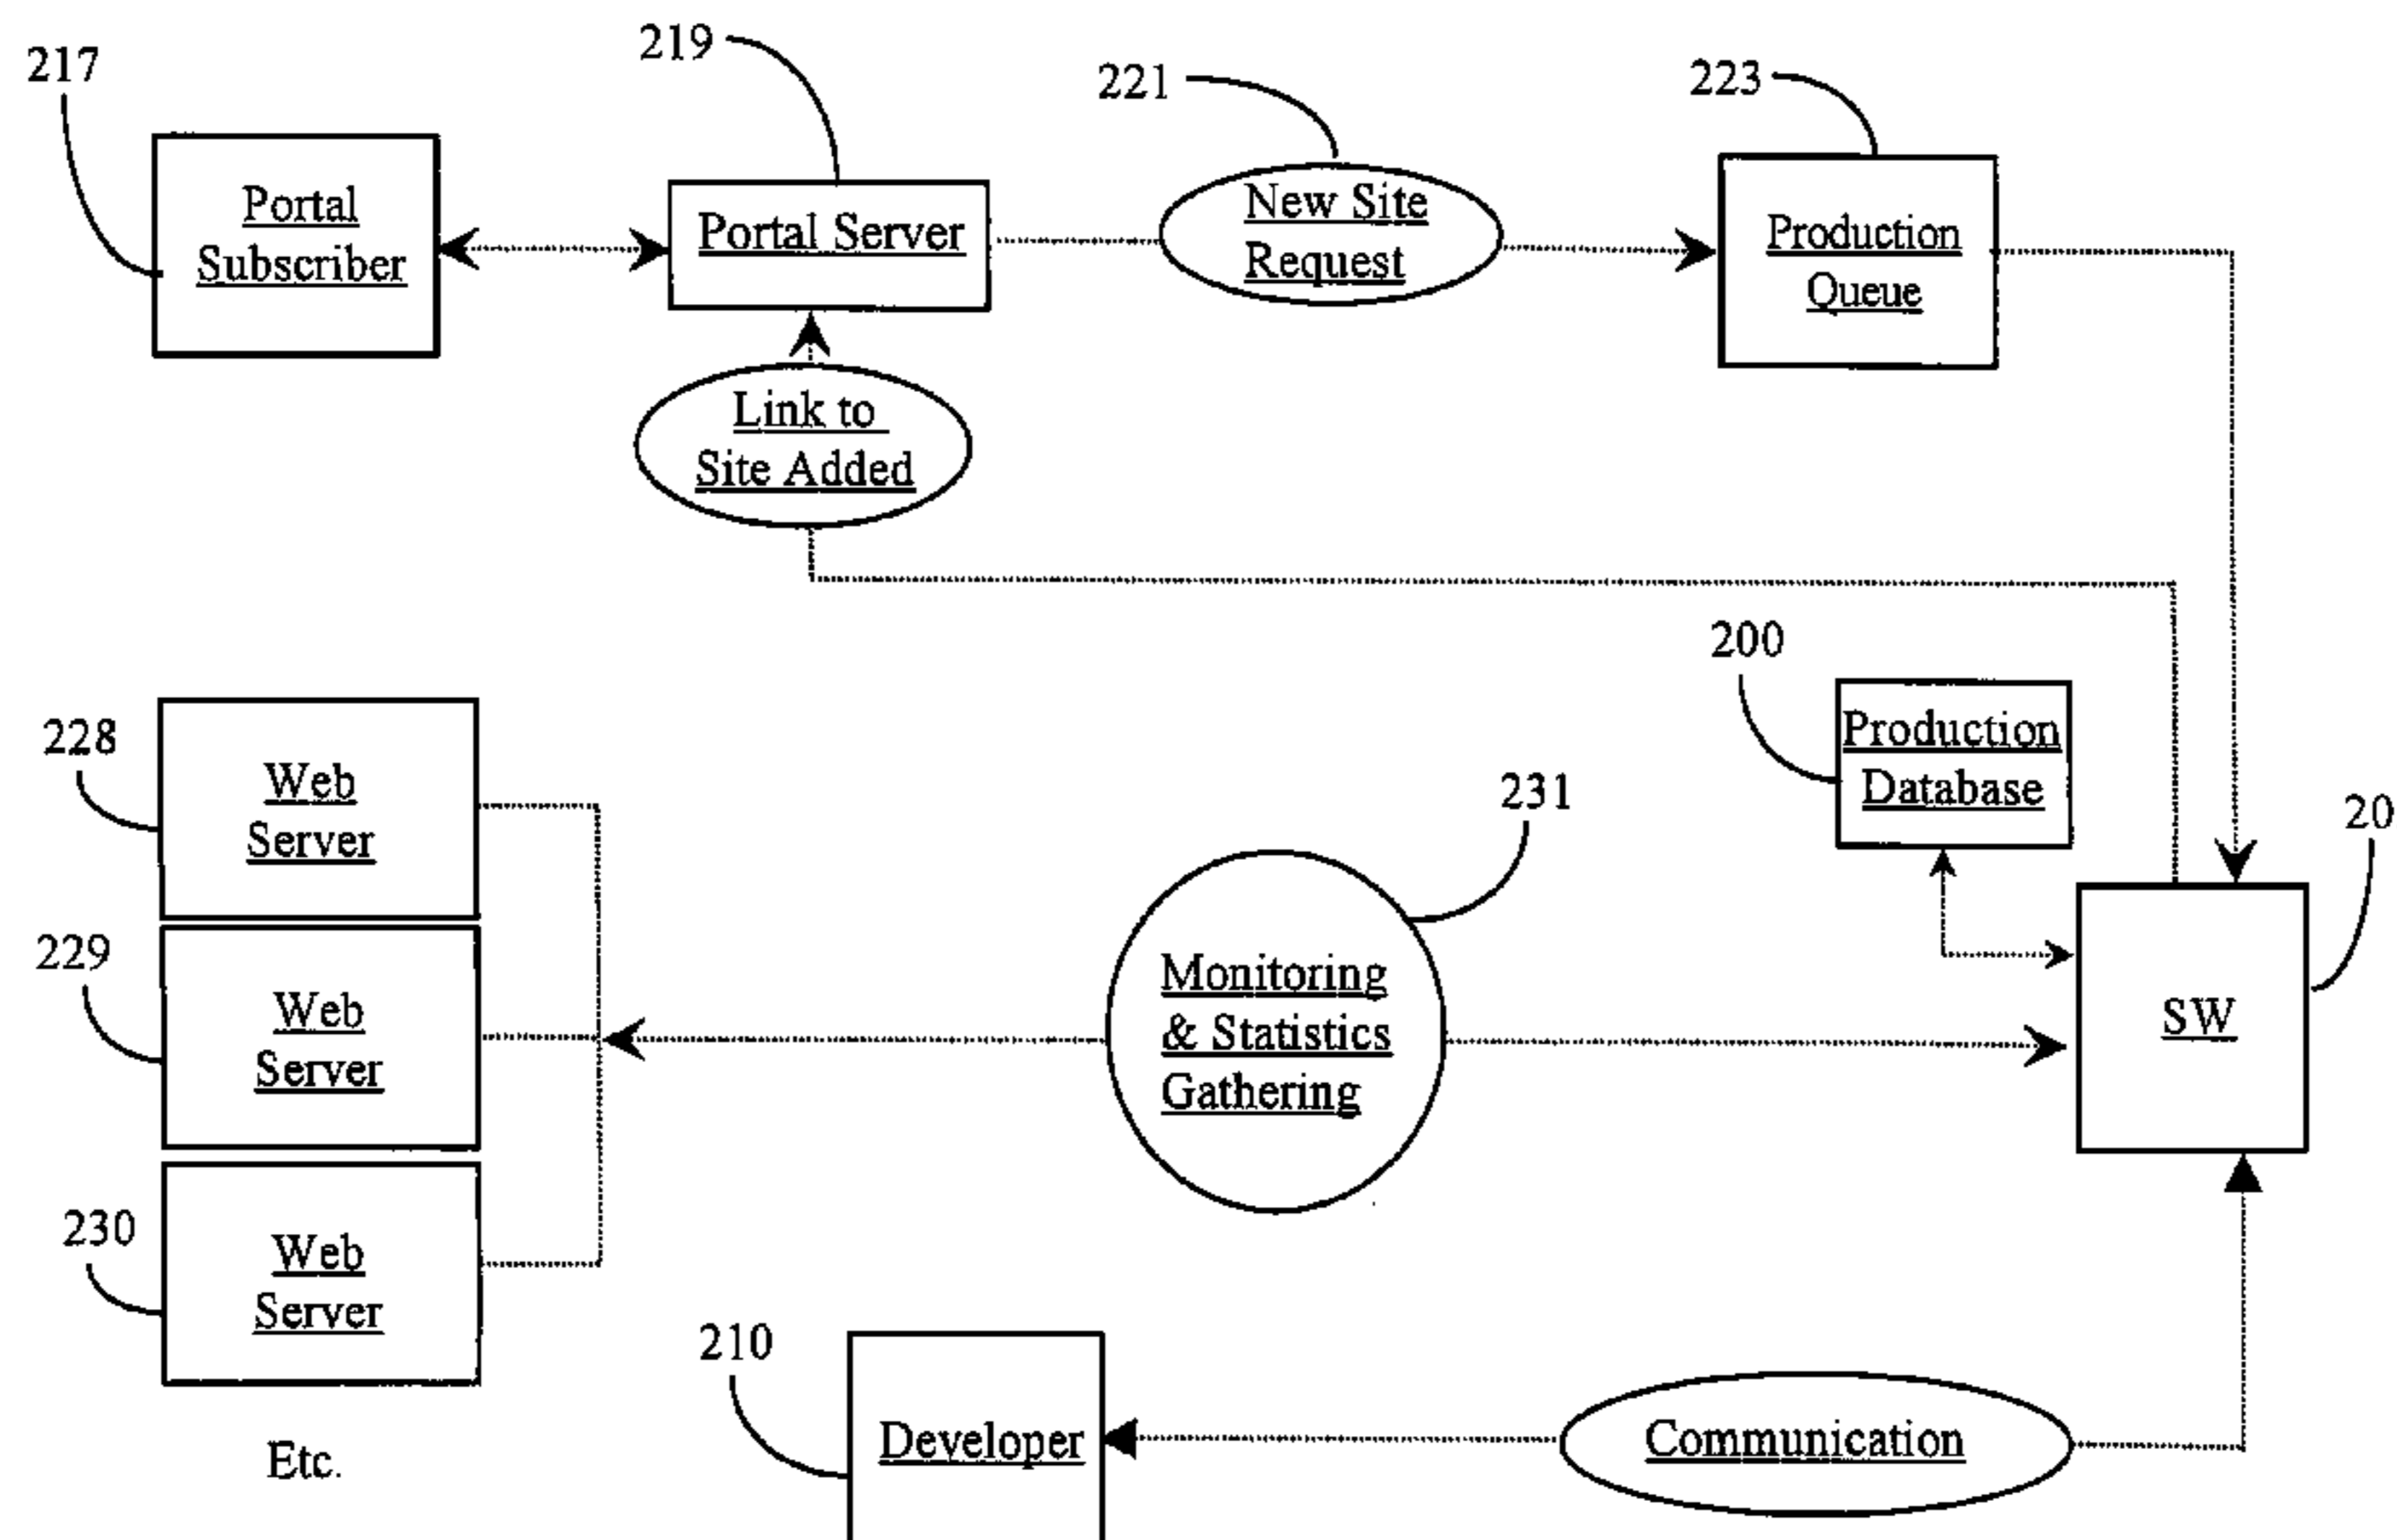 217
219
221
223
Portal
Subscriber
Portal Server
New Site
Request
Production
Queue
Link to
Site Added
200
Production
Database
20
228
Web
Server
231
229
Web
Server
Monitoring
& Statistics
Gathering
SW
230
Web
Server
210
Developer
Communication
Etc.